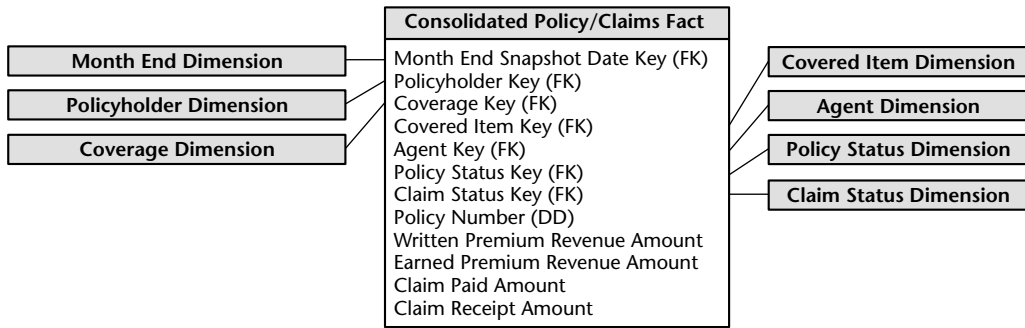 Consolidated Policy/Claims Fact
Month End Dimension
Policyholder Dimension
Coverage Dimension
Month End Snapshot Date Key (FK)
Policyholder Key (FK)
Coverage Key (FK)
Covered Item Key (FK)
Agent Key (FK)
Policy Status Key (FK)
Claim Status Key (FK)
Policy Number (DD)
Written Premium Revenue Amount
Earned Premium Revenue Amount
Claim Paid Amount
Claim Receipt Amount
Covered Item Dimension
Agent Dimension
Policy Status Dimension
Claim Status Dimension